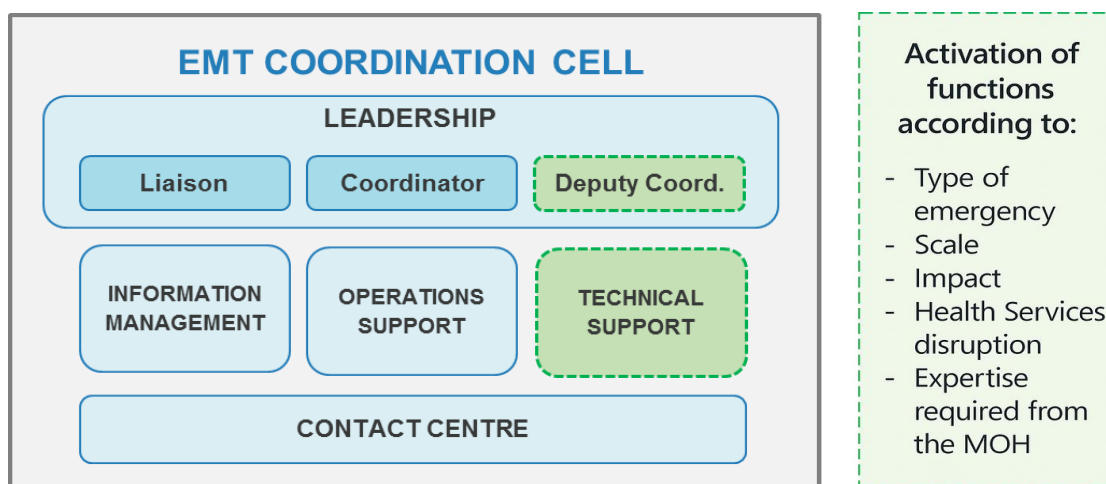 EMT COORDINATION CELL
LEADERSHIP
Liaison
Coordinator
Deputy Coord.
INFORMATION
MANAGEMENT
OPERATIONS
SUPPORT
TECHNICAL
SUPPORT
CONTACT CENTRE
Activation of
functions
according to:
- Type of
emergency
- Scale
- Impact
- Health Services
disruption
- Expertise
required from
the MOH